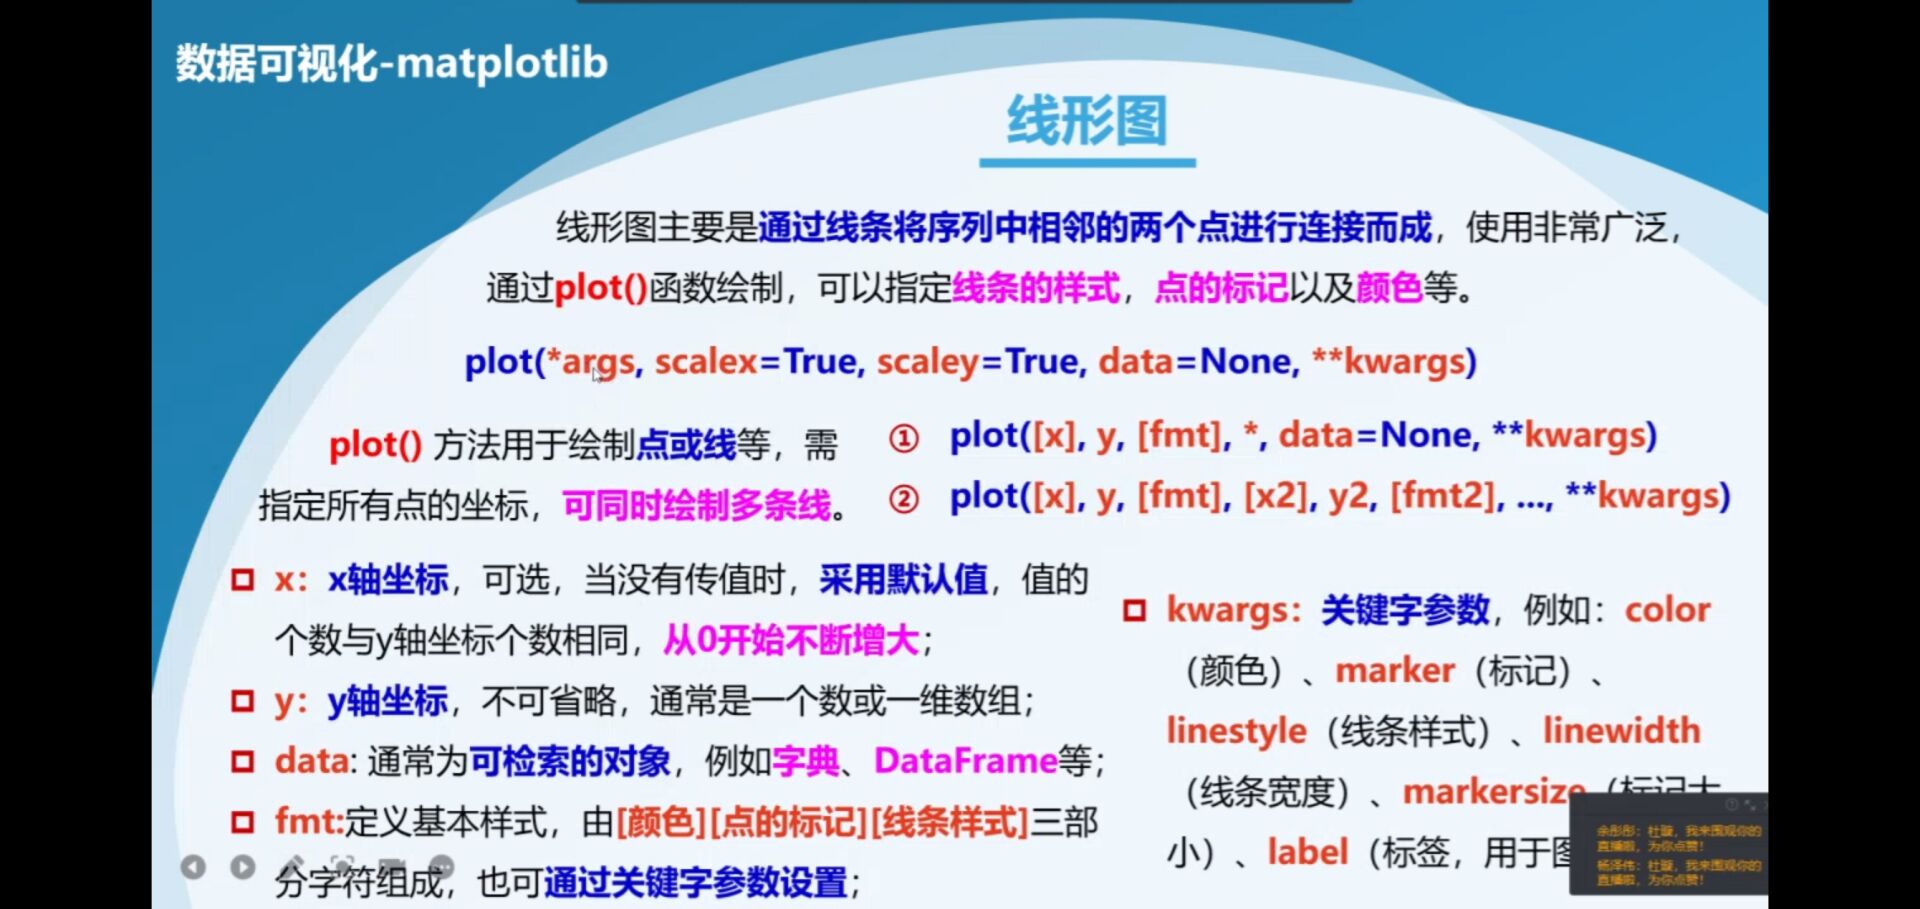 数据可视化-matplotlib
线形图
线形图主要是通过线条将序列中相邻的两个点进行连接而成，使用非常广泛，
通过plot()函数绘制，可以指定线条的样式，点的标记以及颜色等。
plot(*args, scalex=True, scaley=True, data=None, **kwargs)
plot() 方法用于绘制点或线等，需
指定所有点的坐标，可同时绘制多条线。
① plot([x], y, [fmt], *, data=None, **kwargs)
② plot([x], y, [fmt], [x2], y2, [fmt2], ..., **kwargs)
x：x轴坐标，可选，当没有传值时，采用默认值，值的
个数与y轴坐标个数相同，从0开始不断增大；
y：y轴坐标，不可省略，通常是一个数或一维数组；
data: 通常为可检索的对象，例如字典、DataFrame等；
fmt:定义基本样式，由[颜色][点的标记][线条样式]三部
分字符组成，也可通过关键字参数设置；
kwargs：关键字参数，例如：color
（颜色）、marker（标记）、
linestyle（线条样式）、linewidth
（线条宽度）、markersize（标记大
小）、label（标签，用于图
余彤彤：杜璇，我来围观你的
直播啦，为你点赞！
杨泽伟：杜璇，我来围观你的
直播啦，为你点赞！